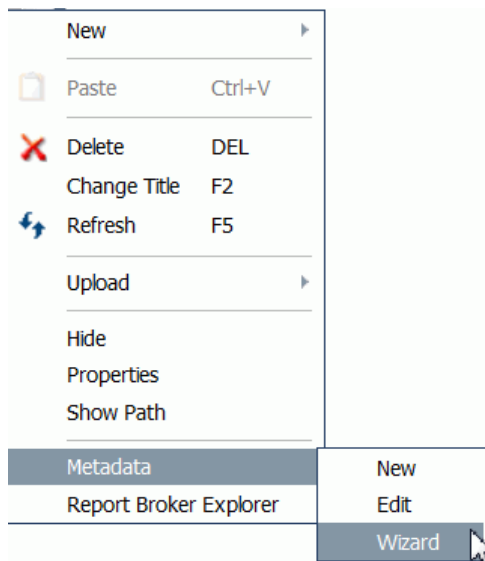 New
Paste Ctrl+V
Delete DEL
Change Title F2
Refresh F5
Upload
Hide
Properties
Show Path
Metadata
Report Broker Explorer
New
Edit
Wizard